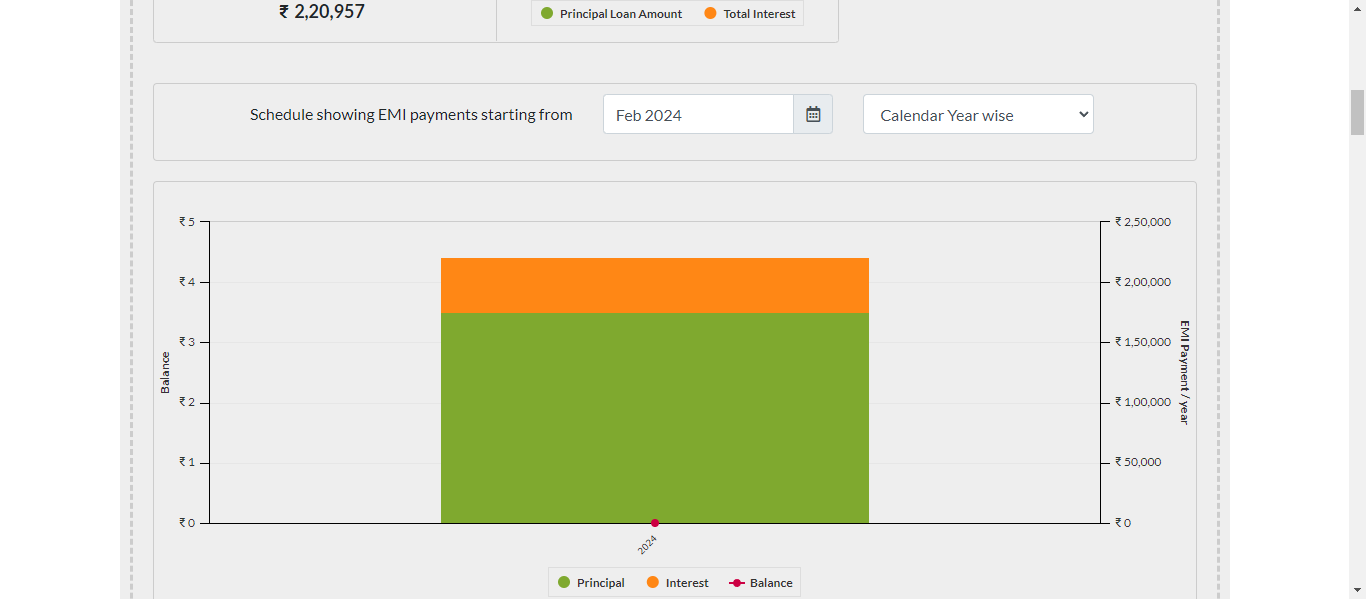 ₹ 2,20,957
Principal Loan Amount Total Interest
Schedule showing EMI payments starting from Feb 2024 Calendar Year wise
₹ 5 ₹ 2,50,000
₹ 4 ₹ 2,00,000
₹ 3 ₹ 1,50,000
₹ 2 ₹ 1,00,000
₹ 1 ₹ 50,000
₹ 0 ₹ 0
Balance
EMI Payment / year
2024
Principal Interest Balance